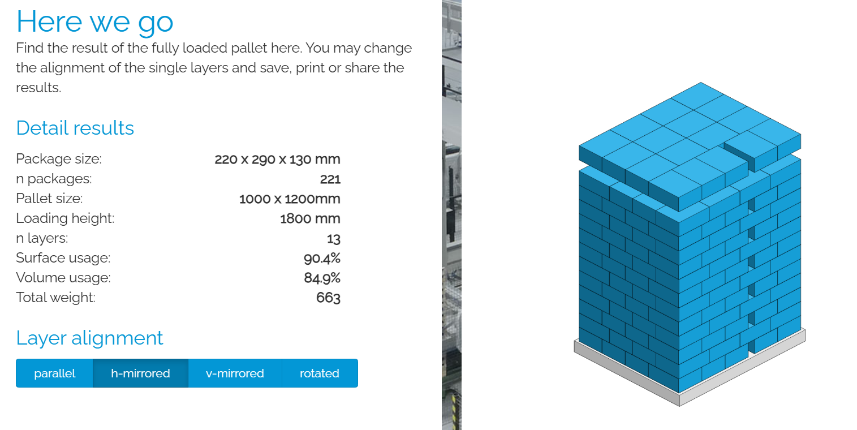 Here we go
Find the result of the fully loaded pallet here. You may change
the alignment of the single layers and save, print or share the
results.
Detail results
Package size: 220 x 290 x 130 mm
n packages: 221
Pallet size: 1000 x 1200mm
Loading height: 1800 mm
n layers: 13
Surface usage: 90.4%
Volume usage: 84.9%
Total weight: 663
Layer alignment
parallel h-mirrored v-mirrored rotated